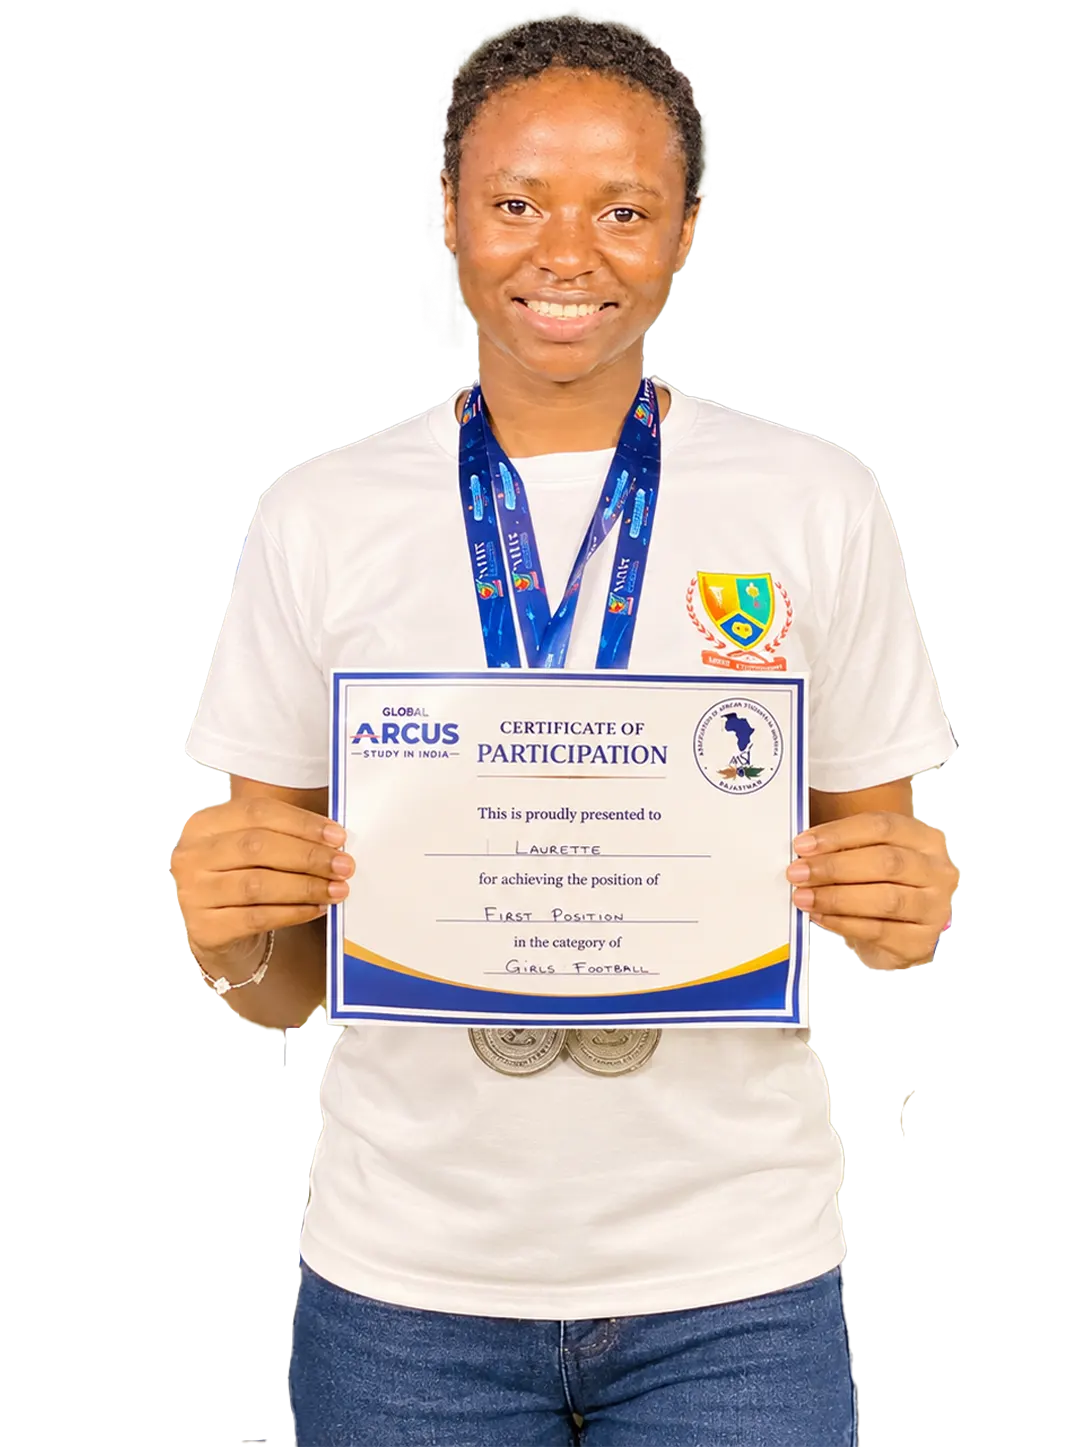 GLOBAL
ARCUS
STUDY IN INDIA
CERTIFICATE OF
PARTICIPATION
RAJASTHAN
This is proudly presented to
LAURETTE
for achieving the position of
FIRST POSITION
in the category of
GIRLS FOOTBALL